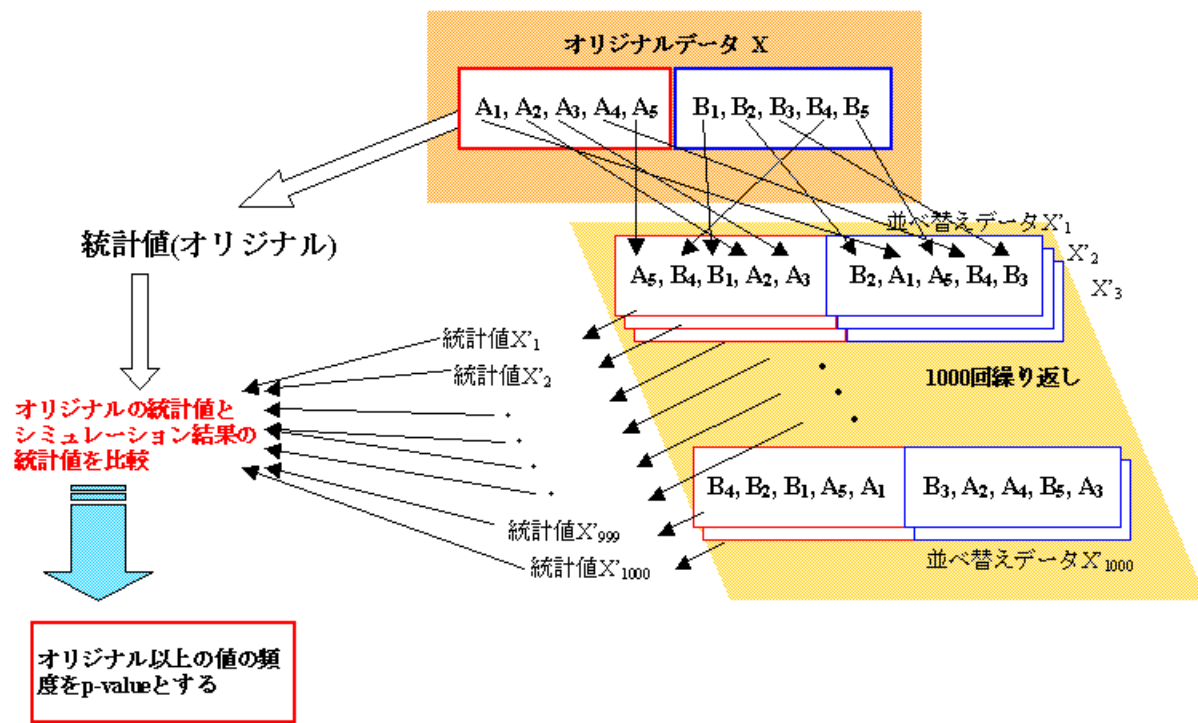 オリジナルデータ X
A1, A2, A3, A4, A5
B1, B2, B3, B4, B5
統計値(オリジナル)
並べ替えデータX'1
X'2
X'3
A5, B4, B1, A2, A3
B2, A1, A5, B4, B3
統計値X'1
統計値X'2
1000回繰り返し
オリジナルの統計値と
シミュレーション結果の
統計値を比較
B4, B2, B1, A5, A1
B3, A2, A4, B5, A3
統計値X'999
統計値X'1000
並べ替えデータX'1000
オリジナル以上の値の頻
度をp-valueとする